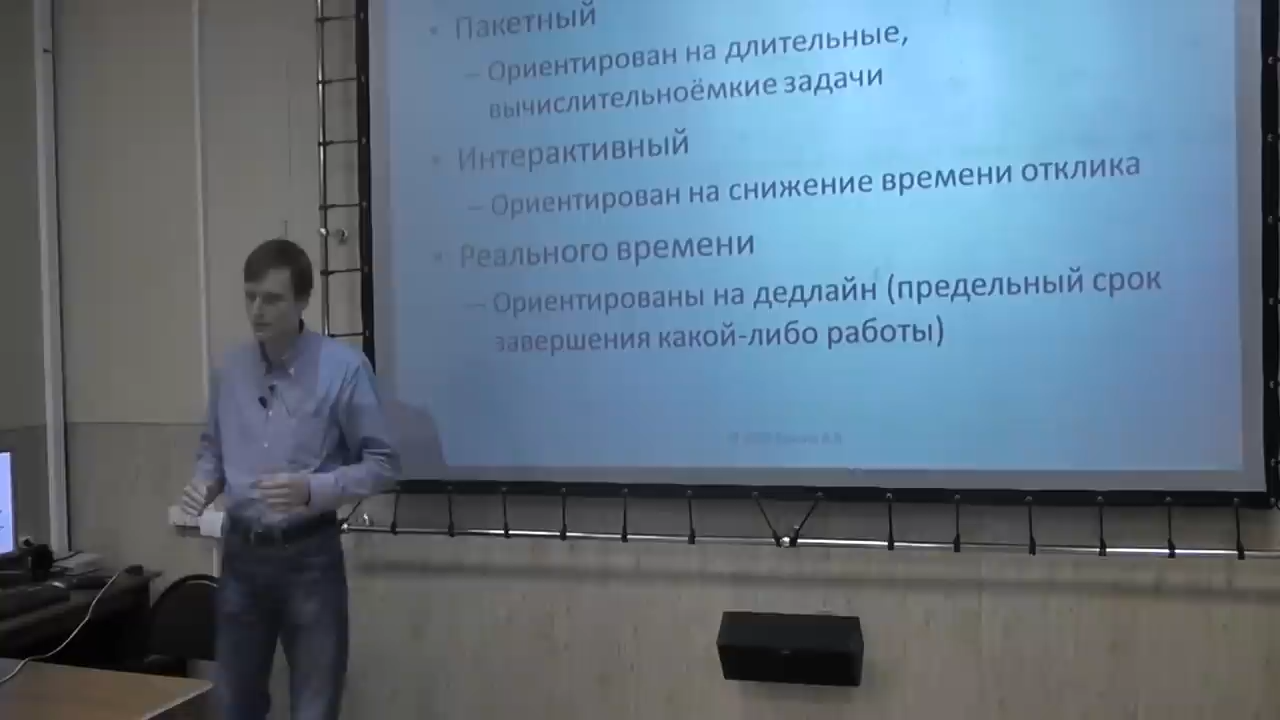 • Пакетный
– Ориентирован на длительные,
вычислительноёмкие задачи
• Интерактивный
– Ориентирован на снижение времени отклика
• Реального времени
– Ориентированы на дедлайн (предельный срок
завершения какой-либо работы)